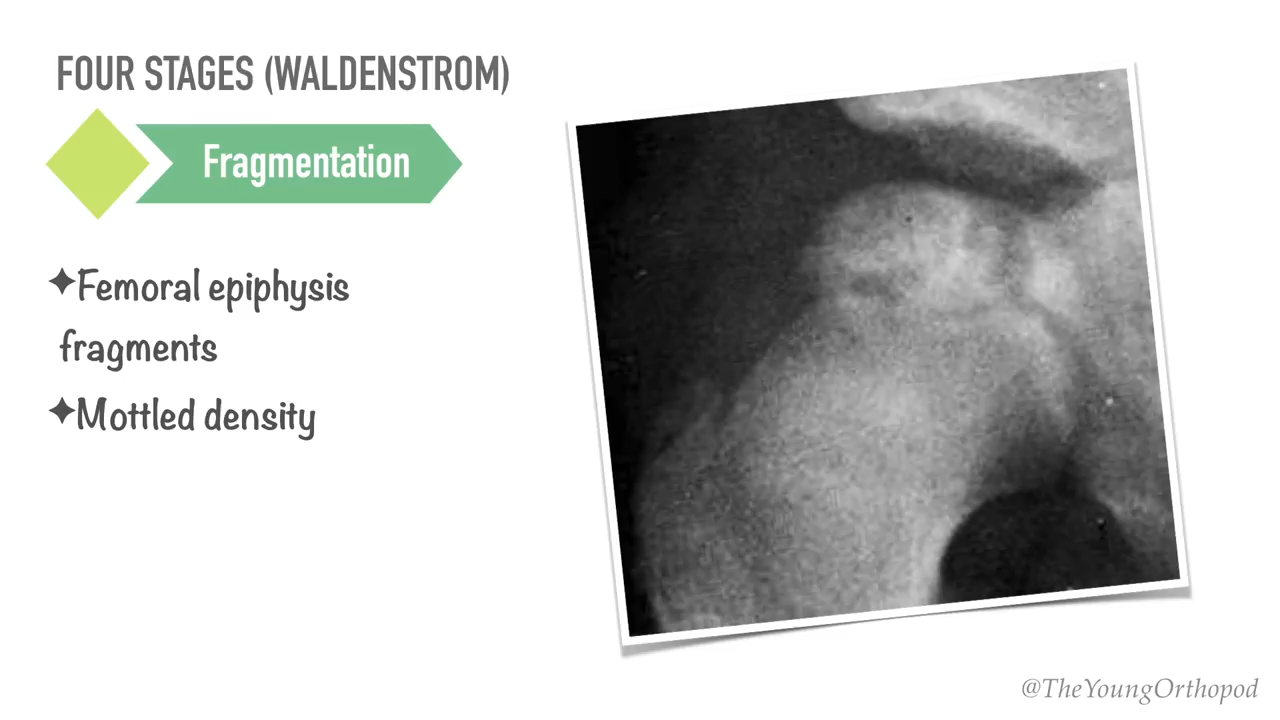 FOUR STAGES (WALDENSTROM)
Fragmentation
✦Femoral epiphysis
fragments
✦Mottled density
@TheYoungOrthopod